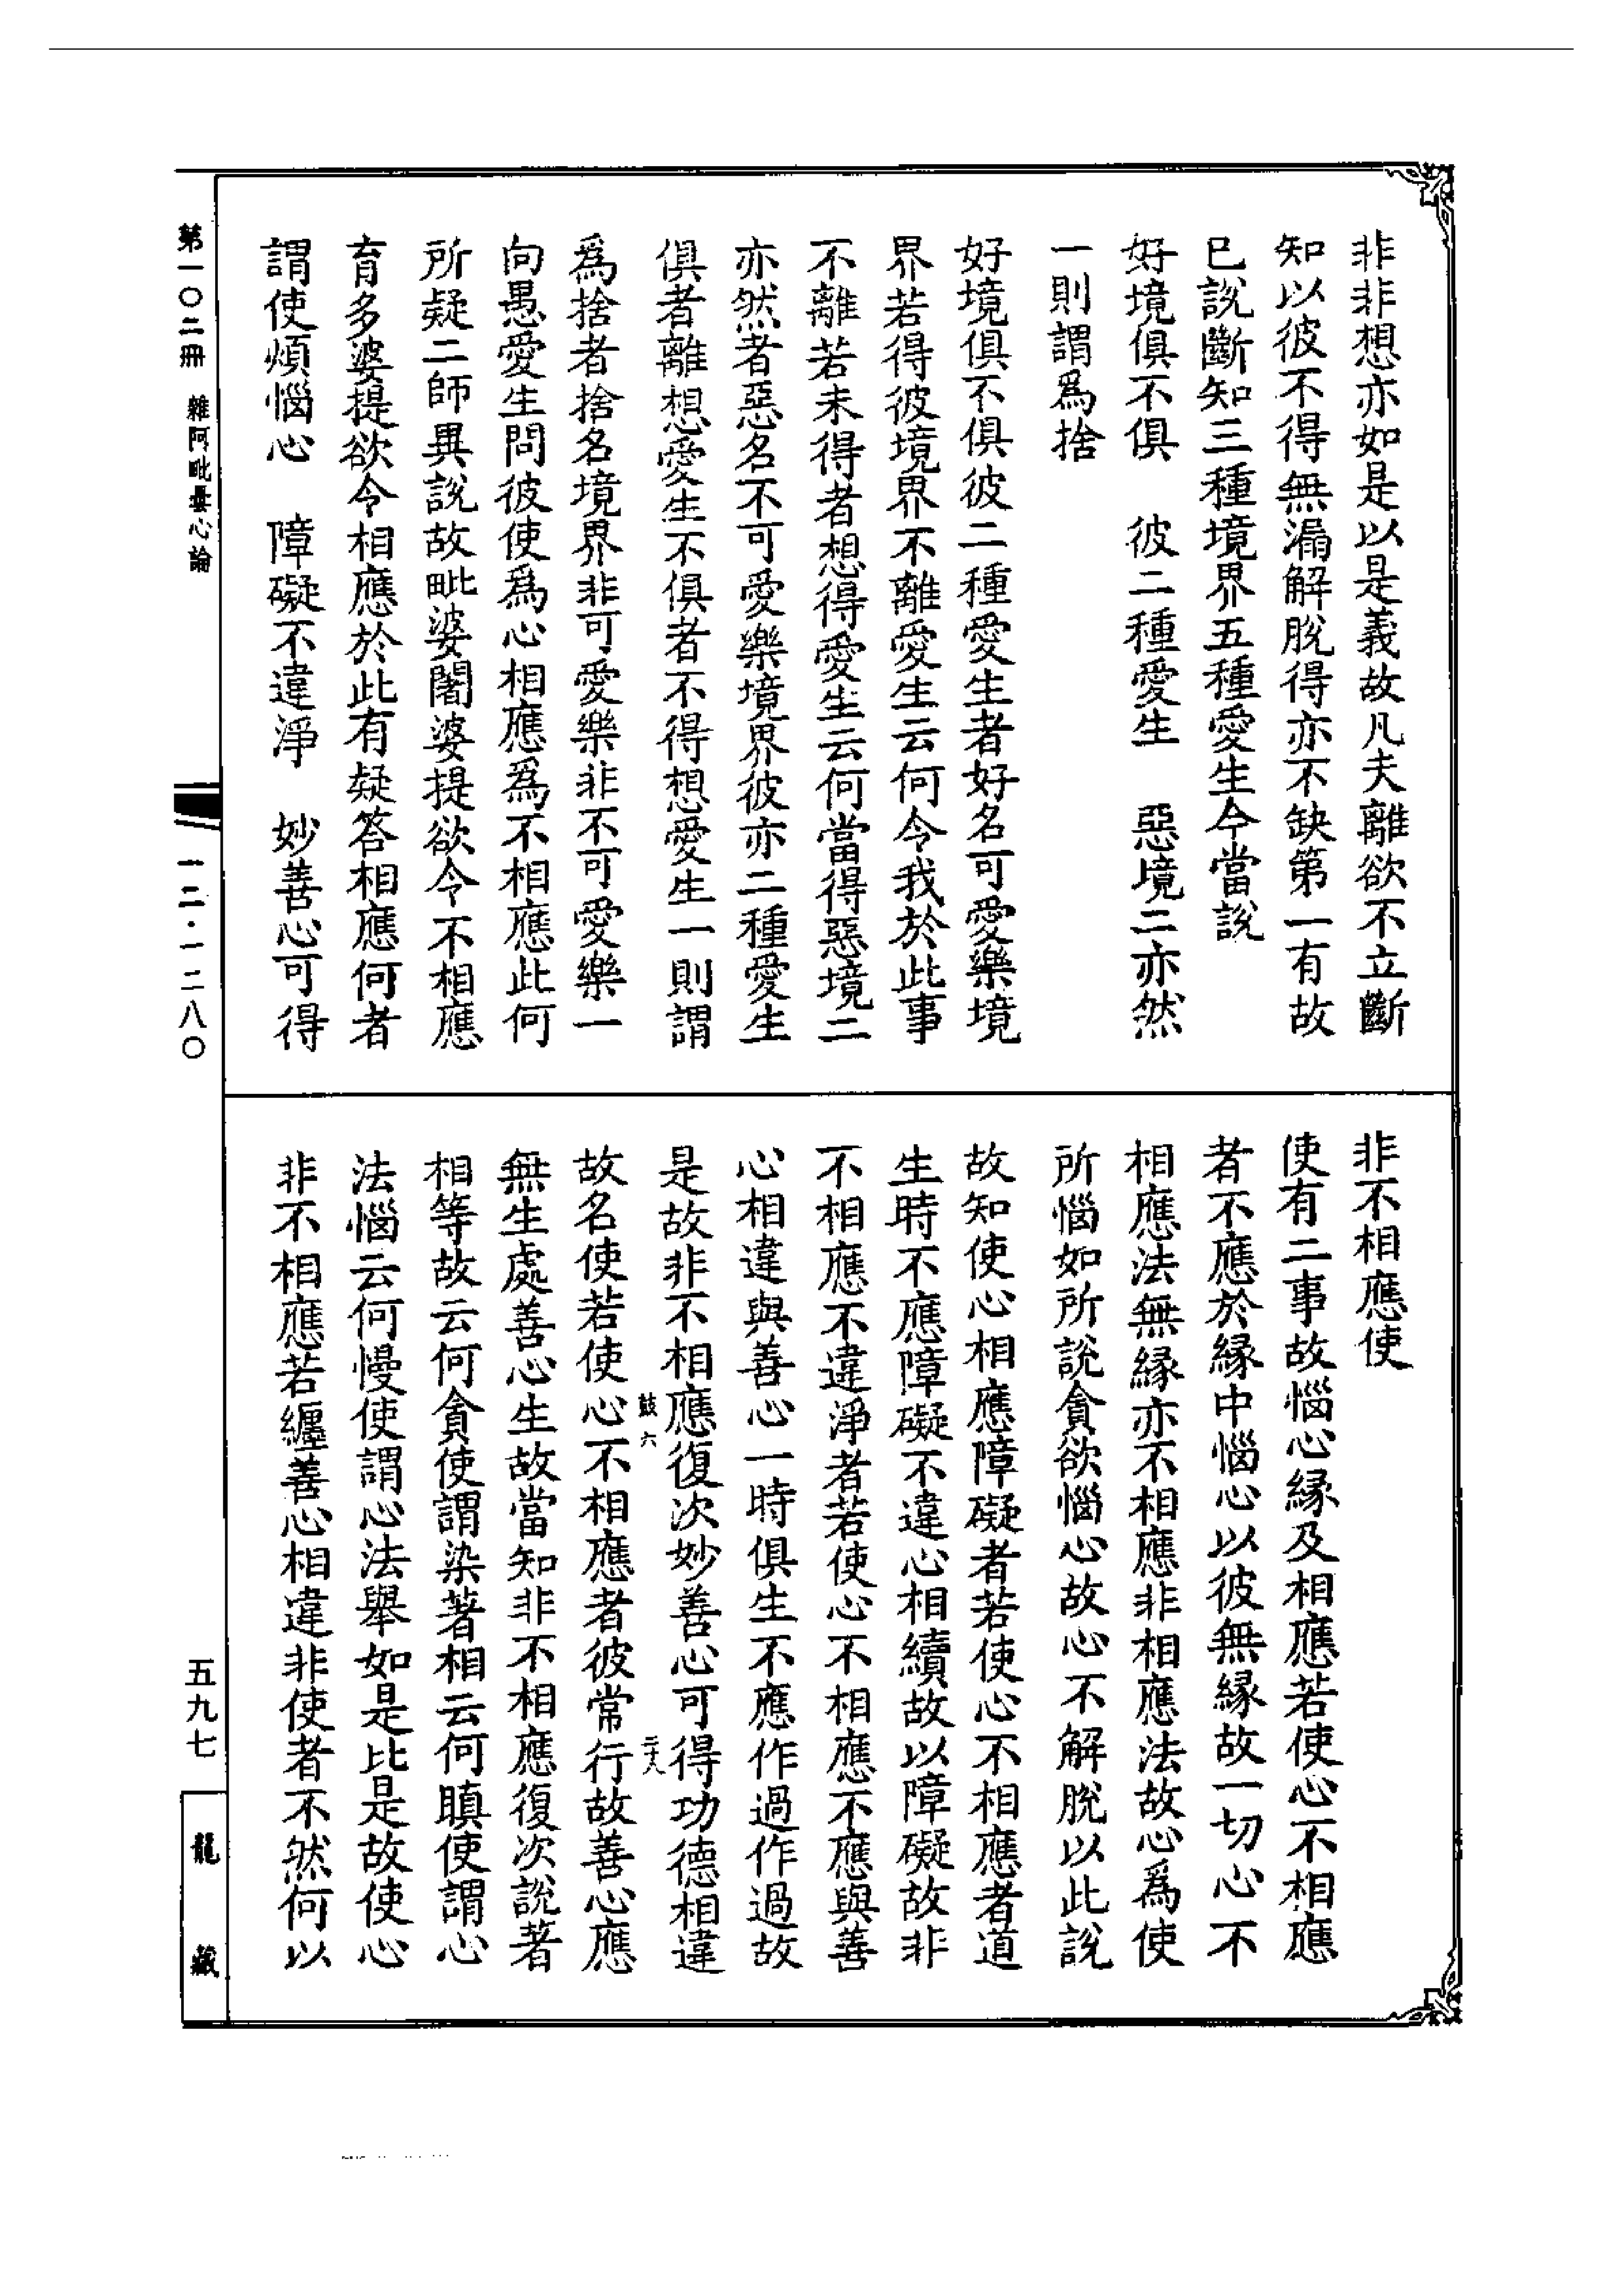 非非想亦如是以是義故凡夫離欲不立斷
知以彼不得無漏解脫得亦不缺第一有故
已說斷知三種境界五種愛生今當說
好境俱不俱　彼二種愛生　惡境二亦然
一則謂爲捨
好境俱不俱彼二種愛生者好名可愛樂境
界若得彼境界不離愛生云何令我於此事
不離若未得者想得愛生云何當得惡境二
亦然者惡名不可愛樂境界彼亦二種愛生
俱者離想愛生不俱者不得想愛生一則謂
爲捨者捨名境界非可愛樂非不可愛樂一
向愚愛生問彼使爲心相應爲不相應此何
所疑二師異說故毗婆闍婆提欲令不相應
育多婆提欲令相應於此有疑答相應何者
謂使煩惱心　障礙不違淨　妙善心可得
非不相應使
使有二事故惱心緣及相應若使心不相應
者不應於緣中惱心以彼無緣故一切心不
相應法無緣亦不相應非相應法故心爲使
所惱如所說貪欲惱心故心不解脫以此說
故知使心相應障礙者若使心不相應者道
生時不應障礙不違心相續故以障礙故非
不相應不違淨者若使心不相應不應與善
心相違與善心一時俱生不應作過作過故
是故非不相應復次妙善心可得功德相違
鼓六　二十八
故名使若使心不相應者彼常行故善心應
無生處善心生故當知非不相應復次說著
相等故云何貪使謂染著相云何瞋使謂心
法惱云何慢使謂心法舉如是比是故使心
非不相應若纏善心相違非使者不然何以
第一〇二冊　雜阿毗曇心論
一二·一二八〇
五九七
龍藏